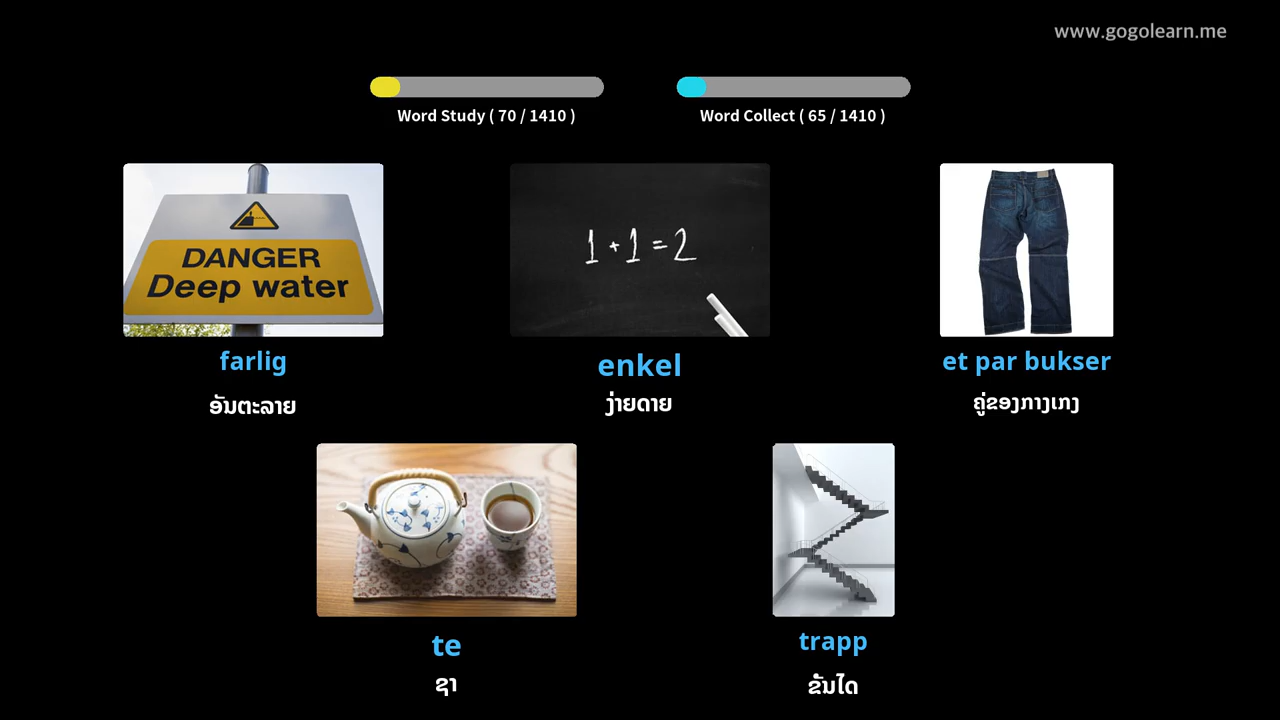 www.gogolearn.me
Word Study ( 70 / 1410 )
Word Collect ( 65 / 1410 )
DANGER
Deep water
1 + 1 = 2
farlig
enkel
et par bukser
ອັນຕະລາຍ
ງ່າຍດາຍ
ຄູ່ຂອງກາງເກງ
te
trapp
ຊາ
ຂັນໄດ